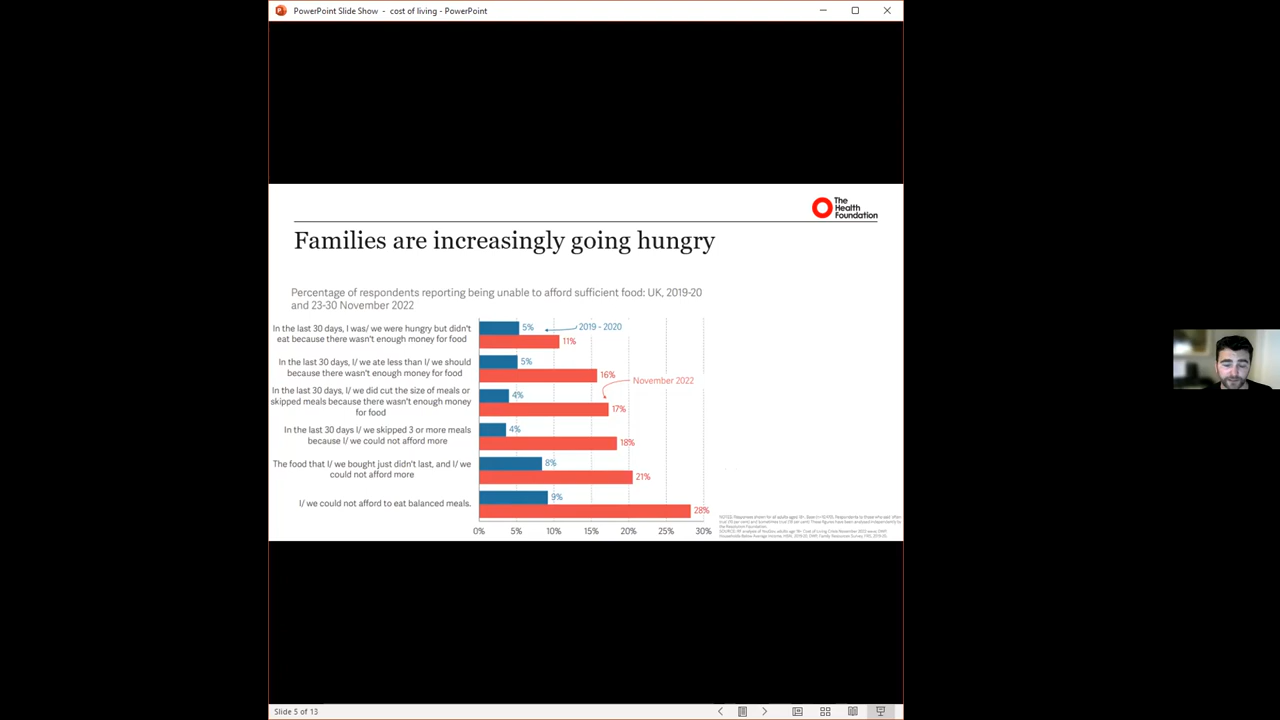 PowerPoint Slide Show - cost of living - PowerPoint
The
Health
Foundation
Families are increasingly going hungry
Percentage of respondents reporting being unable to afford sufficient food: UK, 2019-20
and 23-30 November 2022
In the last 30 days, I was/ we were hungry but didn't
eat because there wasn't enough money for food
5%
2019 - 2020
11%
In the last 30 days, I/ we ate less than I/ we should
because there wasn't enough money for food
5%
16%
November 2022
In the last 30 days, I/ we did cut the size of meals or
skipped meals because there wasn't enough money
for food
4%
17%
In the last 30 days I/ we skipped 3 or more meals
because I/ we could not afford more
4%
18%
The food that I/ we bought just didn't last, and I/ we
could not afford more
8%
21%
I/ we could not afford to eat balanced meals.
9%
28%
0% 5% 10% 15% 20% 25% 30%
Slide 5 of 13